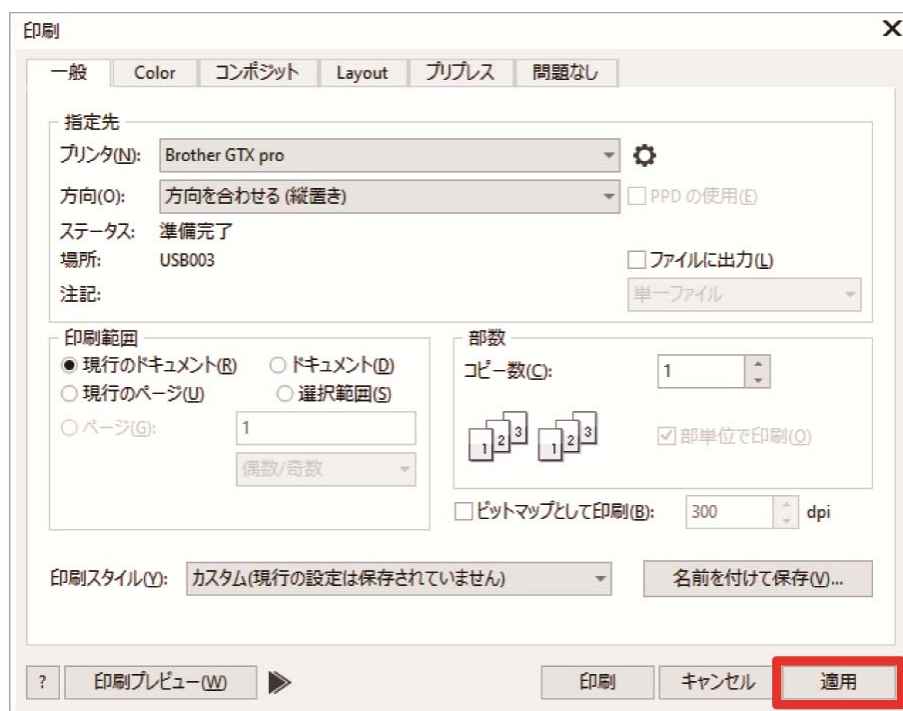 印刷
一般 Color コンポジット Layout プリプレス 問題なし
指定先
プリンタ(N): Brother GTX pro
方向(O): 方向を合わせる (縦置き) PPD の使用(E)
ステータス: 準備完了
場所: USB003 ファイルに出力(L)
注記: 単一ファイル
印刷範囲
現行のドキュメント(R) ドキュメント(D)
現行のページ(U) 選択範囲(S)
ページ(G): 1
偶数/奇数
部数
コピー数(C): 1
1 2 3 1 2 3 部単位で印刷(O)
ビットマップとして印刷(B): 300 dpi
印刷スタイル(Y): カスタム(現行の設定は保存されていません) 名前を付けて保存(V)...
? 印刷プレビュー(W) 印刷 キャンセル 適用